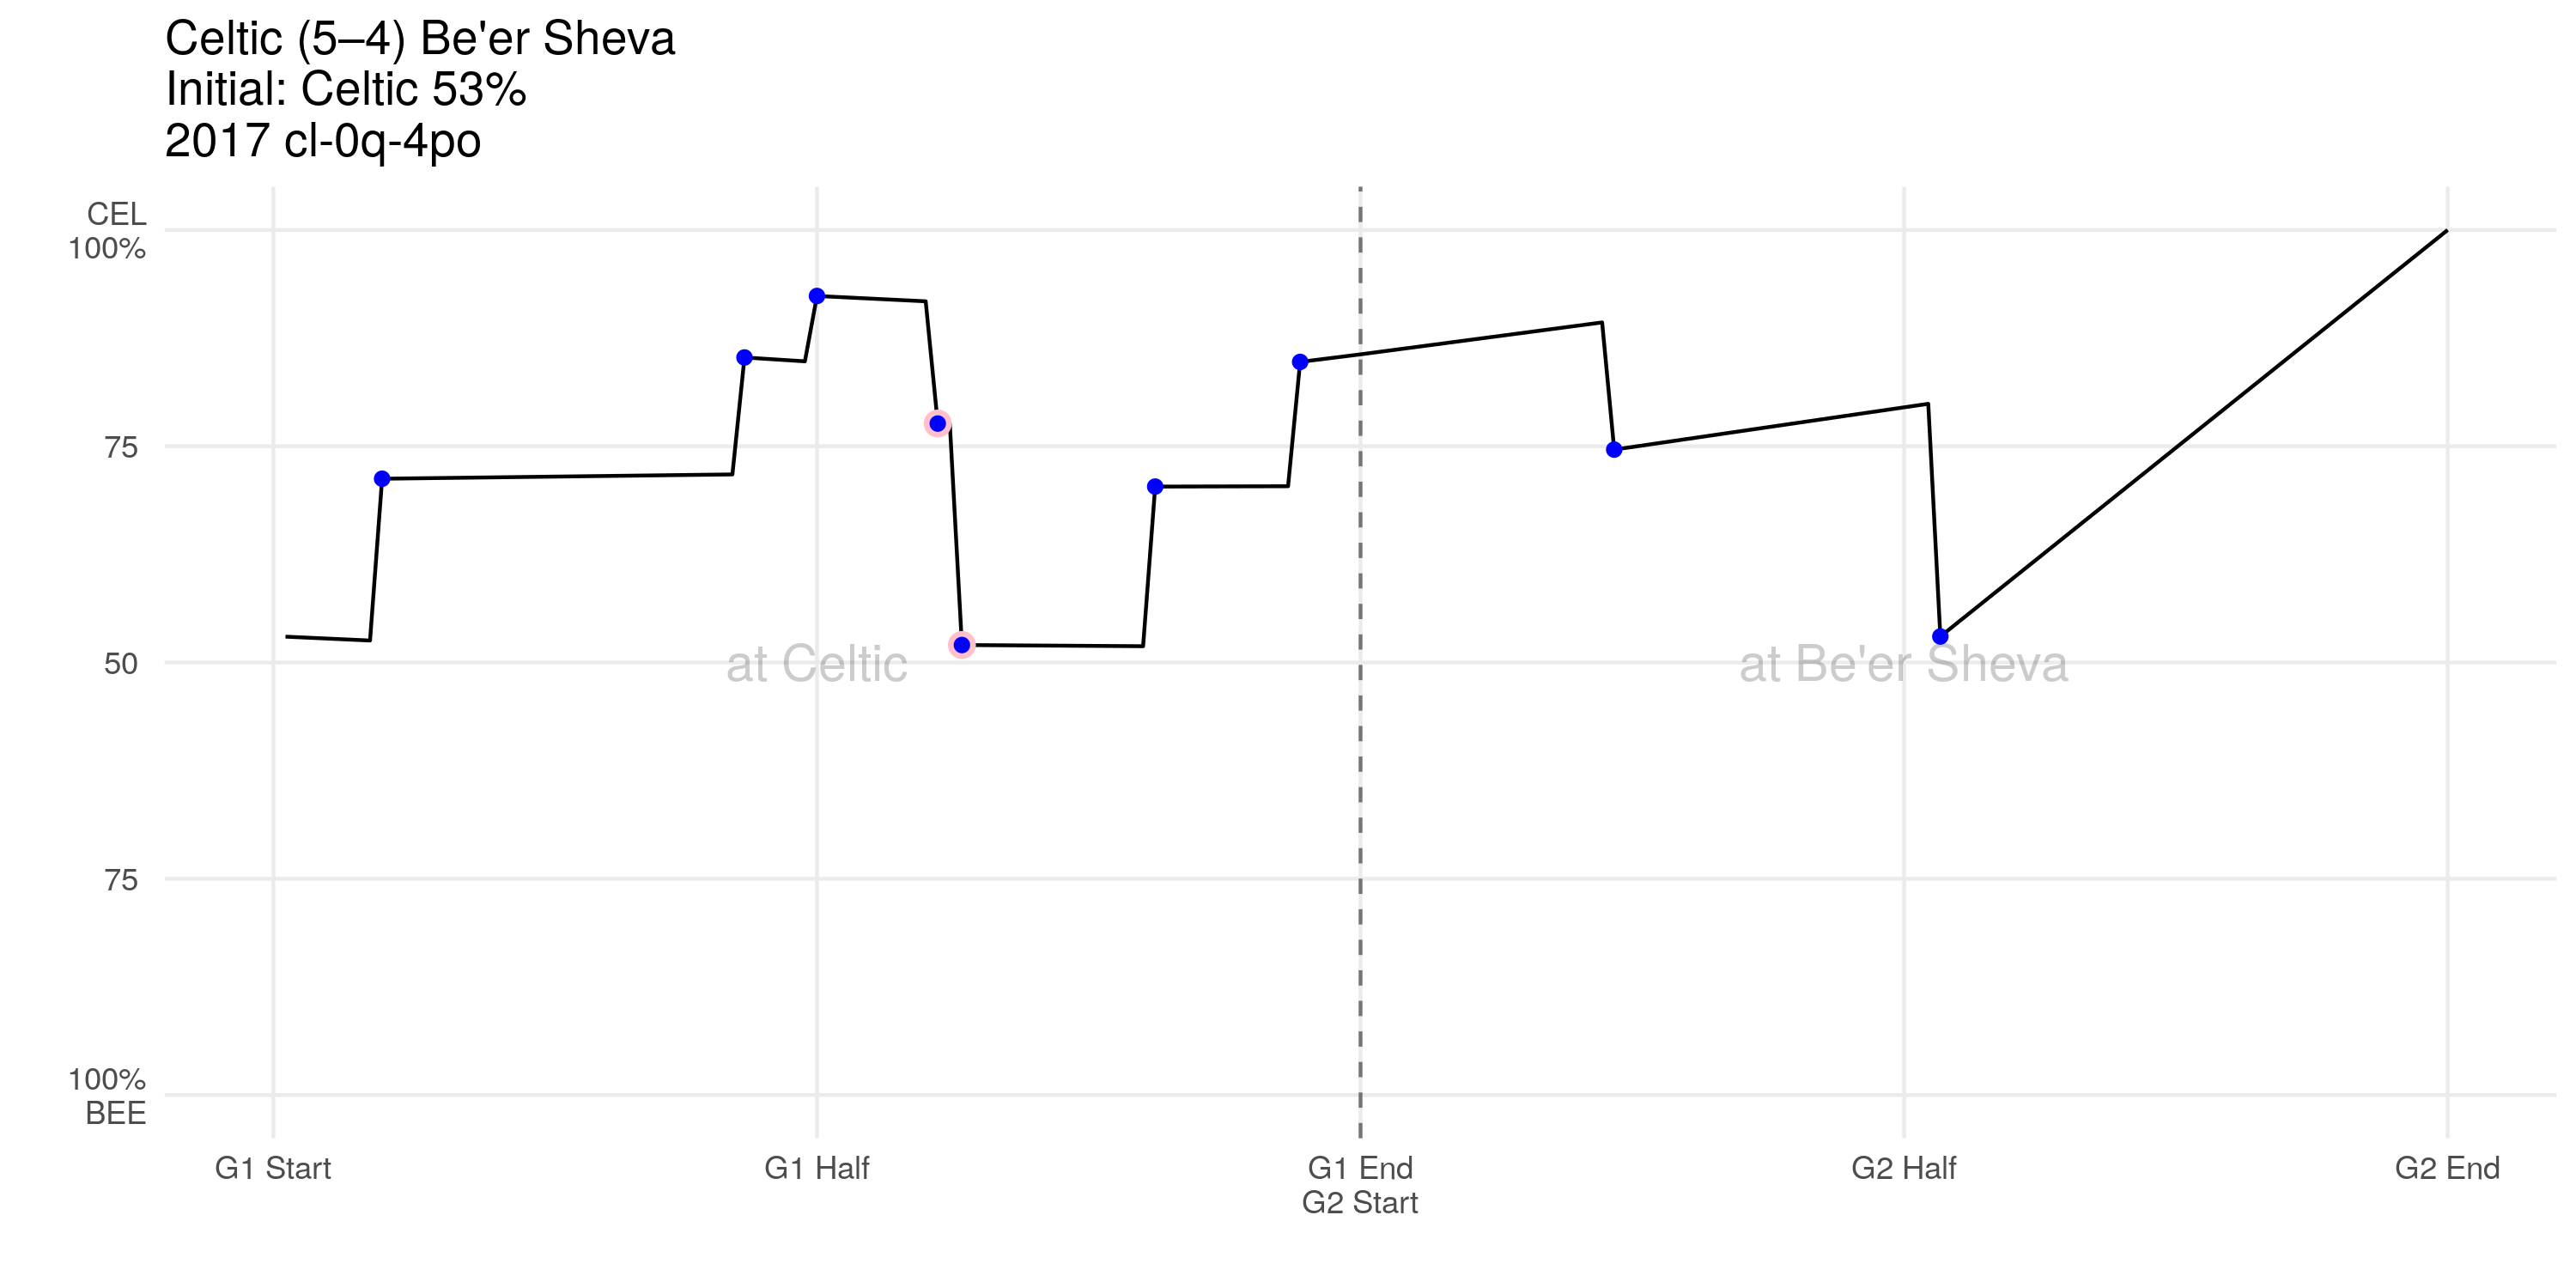 Celtic (5–4) Be'er Sheva
Initial: Celtic 53%
2017 cl-0q-4po
CEL
100%
75
50
75
100%
BEE
at Celtic
at Be'er Sheva
G1 Start
G1 Half
G1 End
G2 Start
G2 Half
G2 End